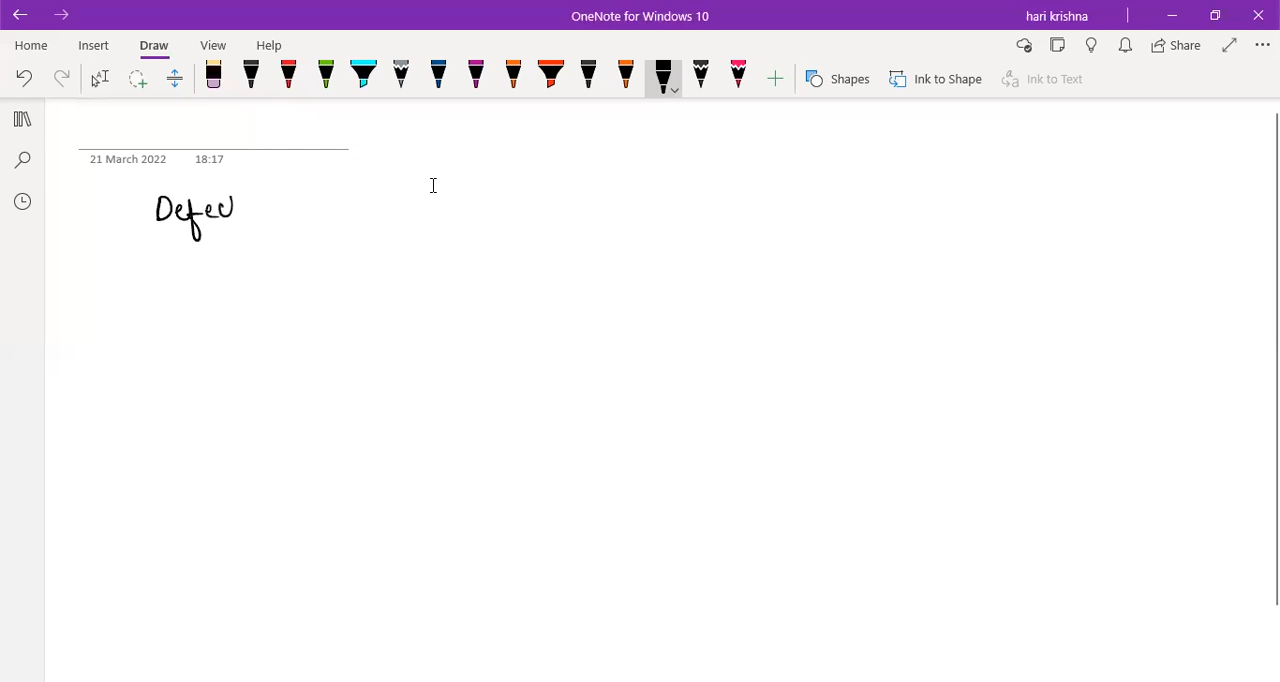 OneNote for Windows 10
hari krishna
Home Insert Draw View Help
Share
Shapes Ink to Shape Ink to Text
21 March 2022 18:17